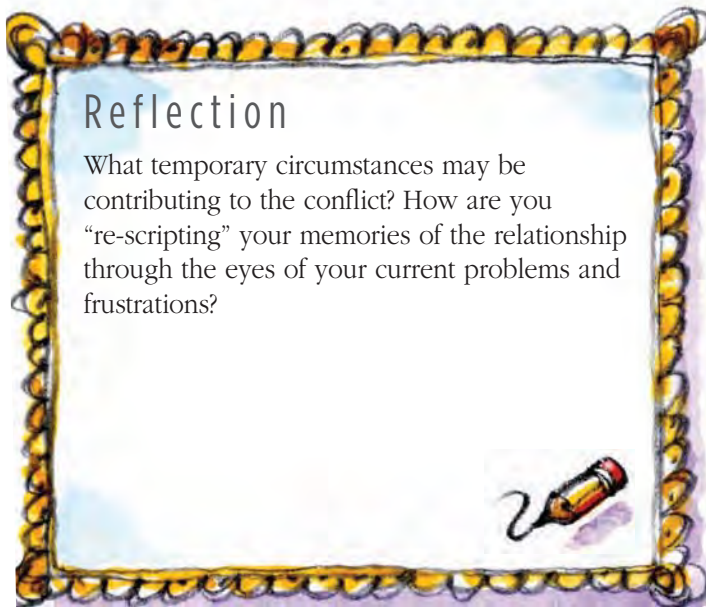 Reflection
What temporary circumstances may be
contributing to the conflict? How are you
“re-scripting” your memories of the relationship
through the eyes of your current problems and
frustrations?